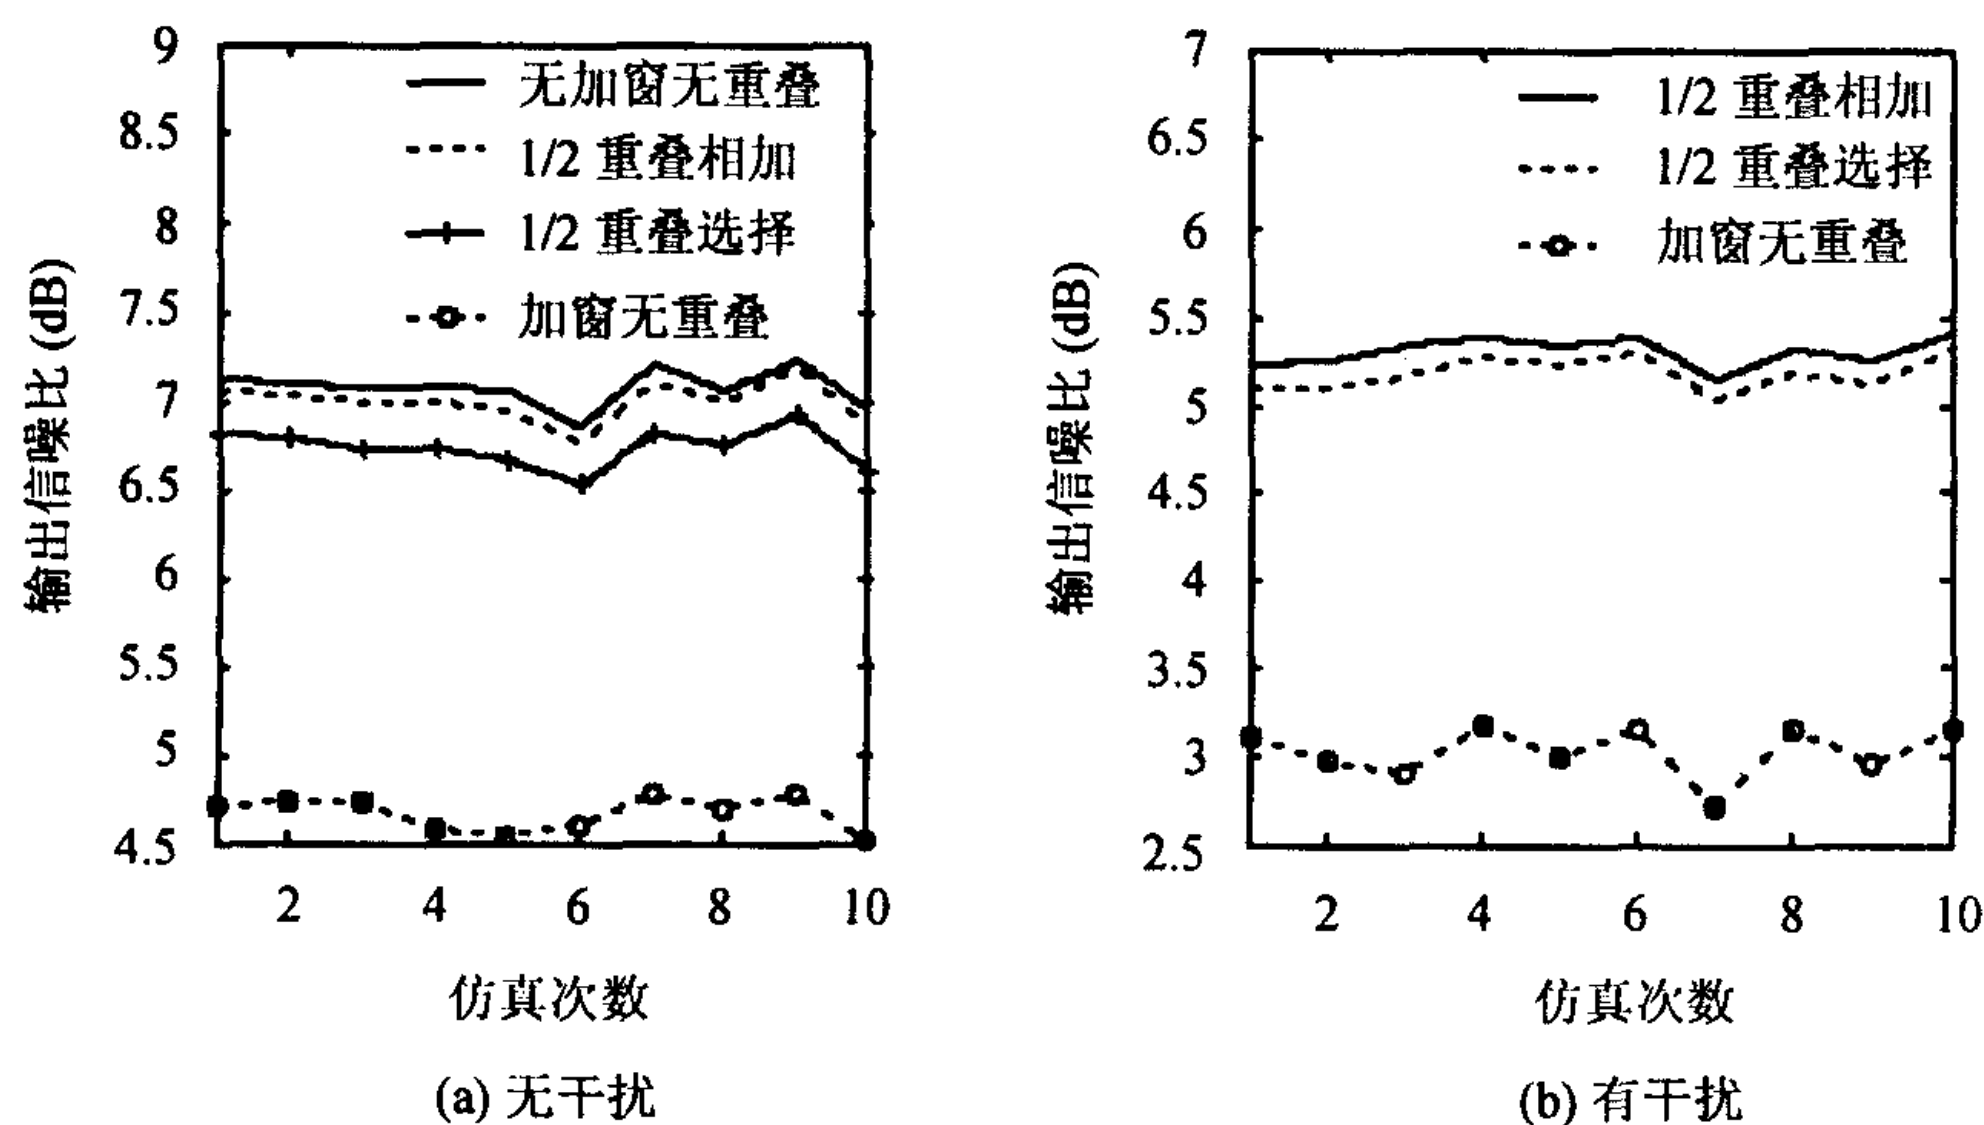 输出信噪比 (dB)
9
8.5
8
7.5
7
6.5
6
5.5
5
4.5
无加窗无重叠
1/2 重叠相加
1/2 重叠选择
加窗无重叠
2 4 6 8 10
仿真次数
(a) 无干扰
输出信噪比 (dB)
7
6.5
6
5.5
5
4.5
4
3.5
3
2.5
1/2 重叠相加
1/2 重叠选择
加窗无重叠
2 4 6 8 10
仿真次数
(b) 有干扰